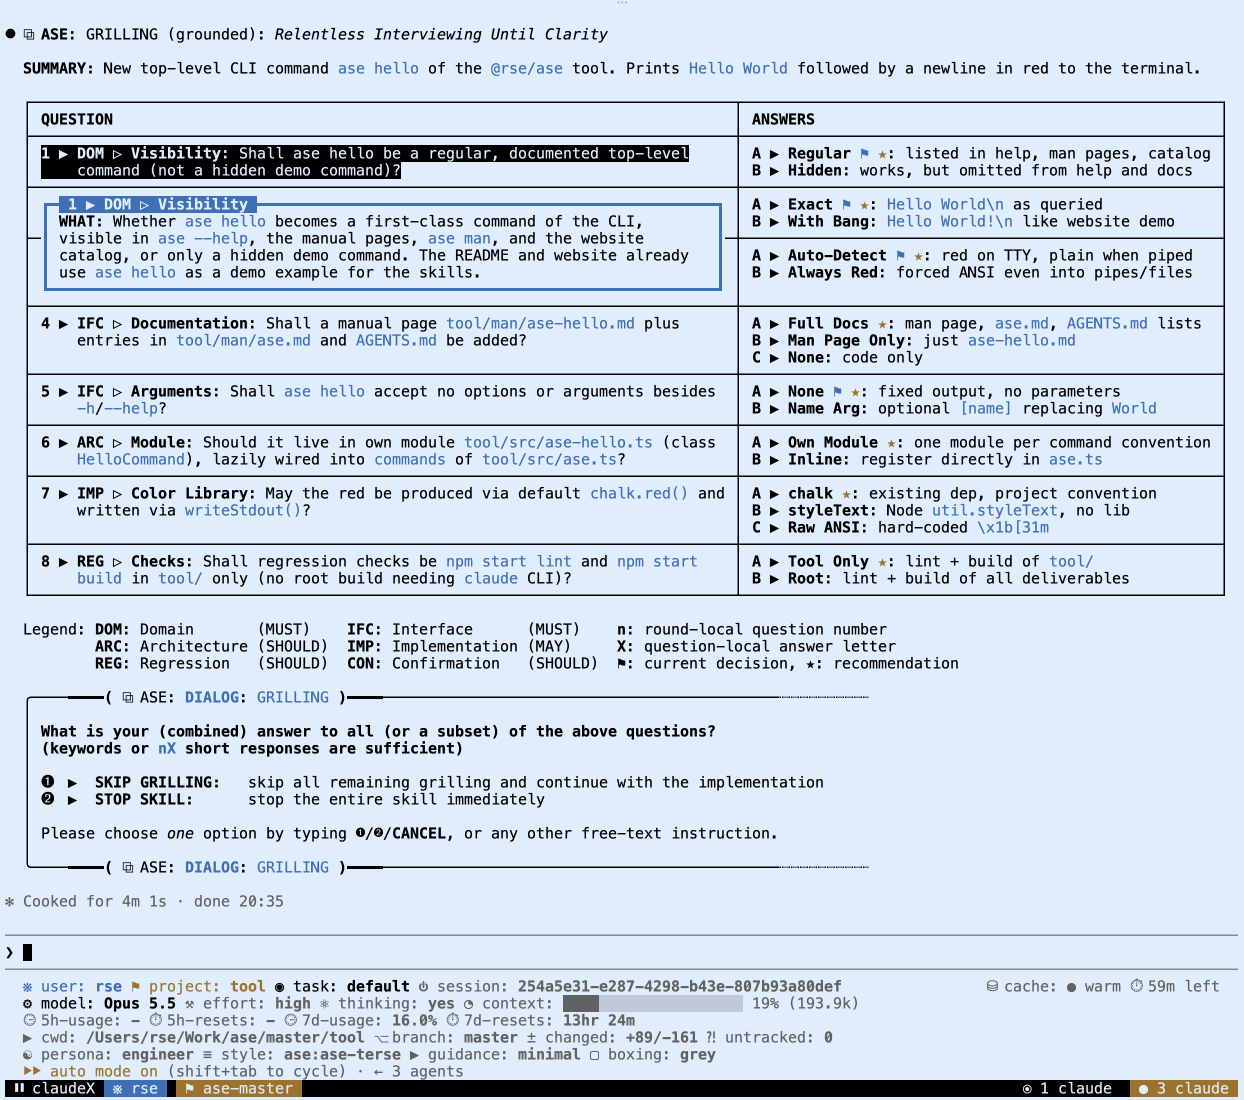 ● ⧉ ASE: GRILLING (grounded): Relentless Interviewing Until Clarity
SUMMARY: New top-level CLI command ase hello of the @rse/ase tool. Prints Hello World followed by a newline in red to the terminal.
QUESTION
ANSWERS
1 ▶ DOM ▷ Visibility: Shall ase hello be a regular, documented top-level
command (not a hidden demo command)?
A ▶ Regular ⚑ ★: listed in help, man pages, catalog
B ▶ Hidden: works, but omitted from help and docs
1 ▶ DOM ▷ Visibility
WHAT: Whether ase hello becomes a first-class command of the CLI,
visible in ase --help, the manual pages, ase man, and the website
catalog, or only a hidden demo command. The README and website already
use ase hello as a demo example for the skills.
A ▶ Exact ⚑ ★: Hello World\n as queried
B ▶ With Bang: Hello World!\n like website demo
A ▶ Auto-Detect ⚑ ★: red on TTY, plain when piped
B ▶ Always Red: forced ANSI even into pipes/files
4 ▶ IFC ▷ Documentation: Shall a manual page tool/man/ase-hello.md plus
entries in tool/man/ase.md and AGENTS.md be added?
A ▶ Full Docs ★: man page, ase.md, AGENTS.md lists
B ▶ Man Page Only: just ase-hello.md
C ▶ None: code only
5 ▶ IFC ▷ Arguments: Shall ase hello accept no options or arguments besides
-h/--help?
A ▶ None ⚑ ★: fixed output, no parameters
B ▶ Name Arg: optional [name] replacing World
6 ▶ ARC ▷ Module: Should it live in own module tool/src/ase-hello.ts (class
HelloCommand), lazily wired into commands of tool/src/ase.ts?
A ▶ Own Module ★: one module per command convention
B ▶ Inline: register directly in ase.ts
7 ▶ IMP ▷ Color Library: May the red be produced via default chalk.red() and
written via writeStdout()?
A ▶ chalk ★: existing dep, project convention
B ▶ styleText: Node util.styleText, no lib
C ▶ Raw ANSI: hard-coded \x1b[31m
8 ▶ REG ▷ Checks: Shall regression checks be npm start lint and npm start
build in tool/ only (no root build needing claude CLI)?
A ▶ Tool Only ★: lint + build of tool/
B ▶ Root: lint + build of all deliverables
Legend: DOM: Domain (MUST) IFC: Interface (MUST) n: round-local question number
ARC: Architecture (SHOULD) IMP: Implementation (MAY) X: question-local answer letter
REG: Regression (SHOULD) CON: Confirmation (SHOULD) ⚑: current decision, ★: recommendation
( ⧉ ASE: DIALOG: GRILLING )
What is your (combined) answer to all (or a subset) of the above questions?
(keywords or nX short responses are sufficient)
❶ ▶ SKIP GRILLING: skip all remaining grilling and continue with the implementation
❷ ▶ STOP SKILL: stop the entire skill immediately
Please choose one option by typing ❶/❷/CANCEL, or any other free-text instruction.
( ⧉ ASE: DIALOG: GRILLING )
✻ Cooked for 4m 1s · done 20:35
❯
※ user: rse ⚑ project: tool ◉ task: default ⏻ session: 254a5e31-e287-4298-b43e-807b93a80def ⛁ cache: ● warm ⏱ 59m left
⚙ model: Opus 5.5 ⚒ effort: high ⚛ thinking: yes ◔ context: 19% (193.9k)
5h-usage: – ⏱ 5h-resets: – 7d-usage: 16.0% ⏱ 7d-resets: 13hr 24m
▶ cwd: /Users/rse/Work/ase/master/tool ⌥ branch: master ± changed: +89/-161 ⁈ untracked: 0
☯ persona: engineer ≡ style: ase:ase-terse ▶ guidance: minimal ▢ boxing: grey
⏵⏵ auto mode on (shift+tab to cycle) · ← 3 agents
claudeX ※ rse ⚑ ase-master ◉ 1 claude ● 3 claude